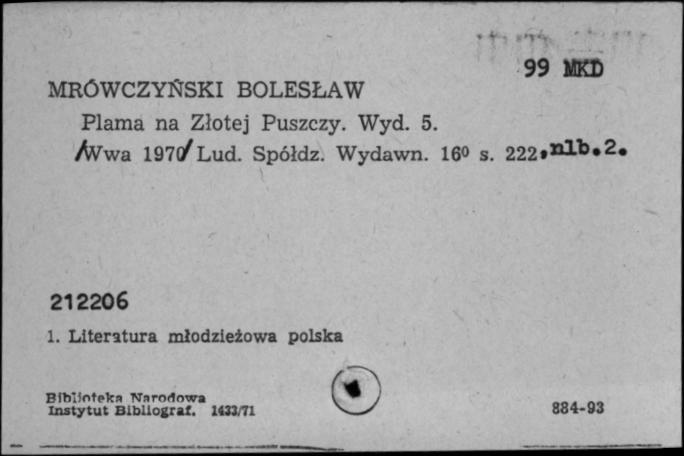 99 MKD
MRÓWCZYŃSKI BOLESŁAW
Plama na Złotej Puszczy. Wyd. 5.
/Wwa 1970/ Lud. Spółdz. Wydawn. 16⁰ s. 222, nlb. 2.
212206
1. Literatura młodzieżowa polska
Biblioteka Narodowa
Instytut Bibliograf. 1433/71
884-93